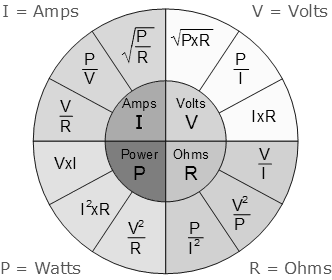 I = Amps
V = Volts
√P/R
√PxR
P/V
P/I
V/R
IxR
Amps
I
Volts
V
Power
P
Ohms
R
VxI
V/I
I²xR
V²/P
V²/R
P/I²
P = Watts
R = Ohms